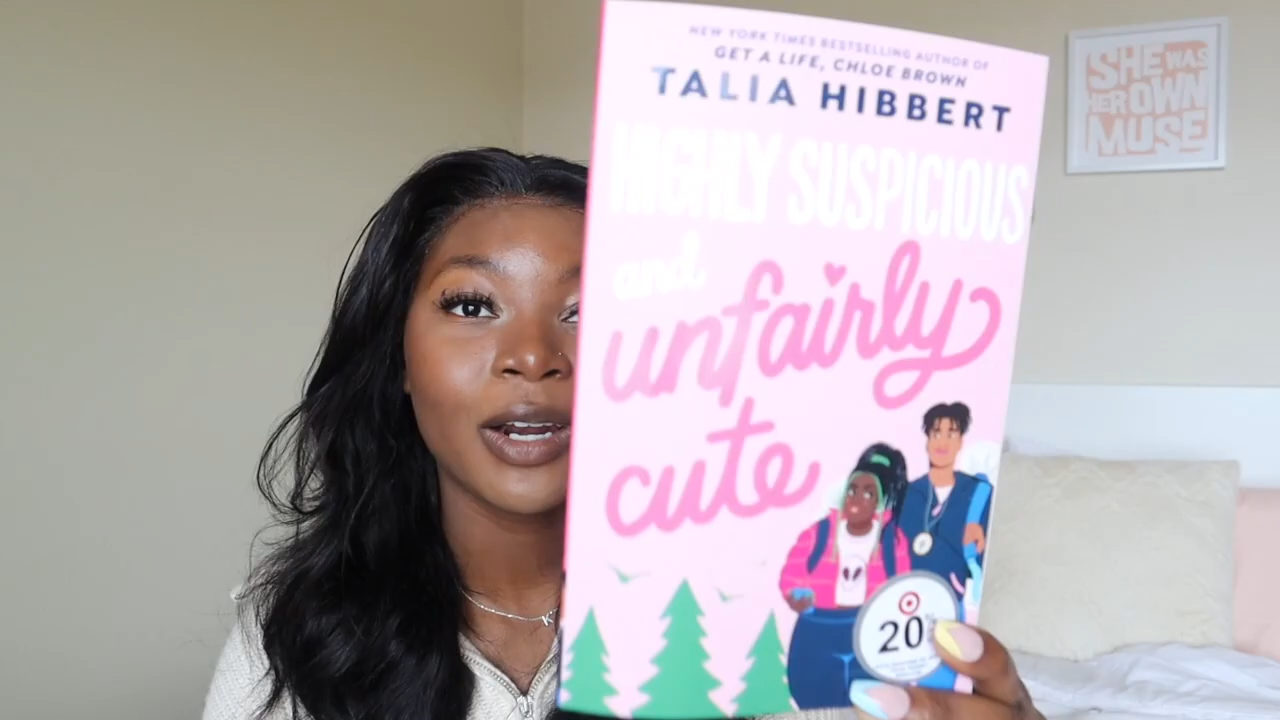 NEW YORK TIMES BESTSELLING AUTHOR OF
GET A LIFE, CHLOE BROWN
TALIA HIBBERT
HIGHLY SUSPICIOUS
and
unfairly
cute
20%
SHE WAS
HER OWN
MUSE